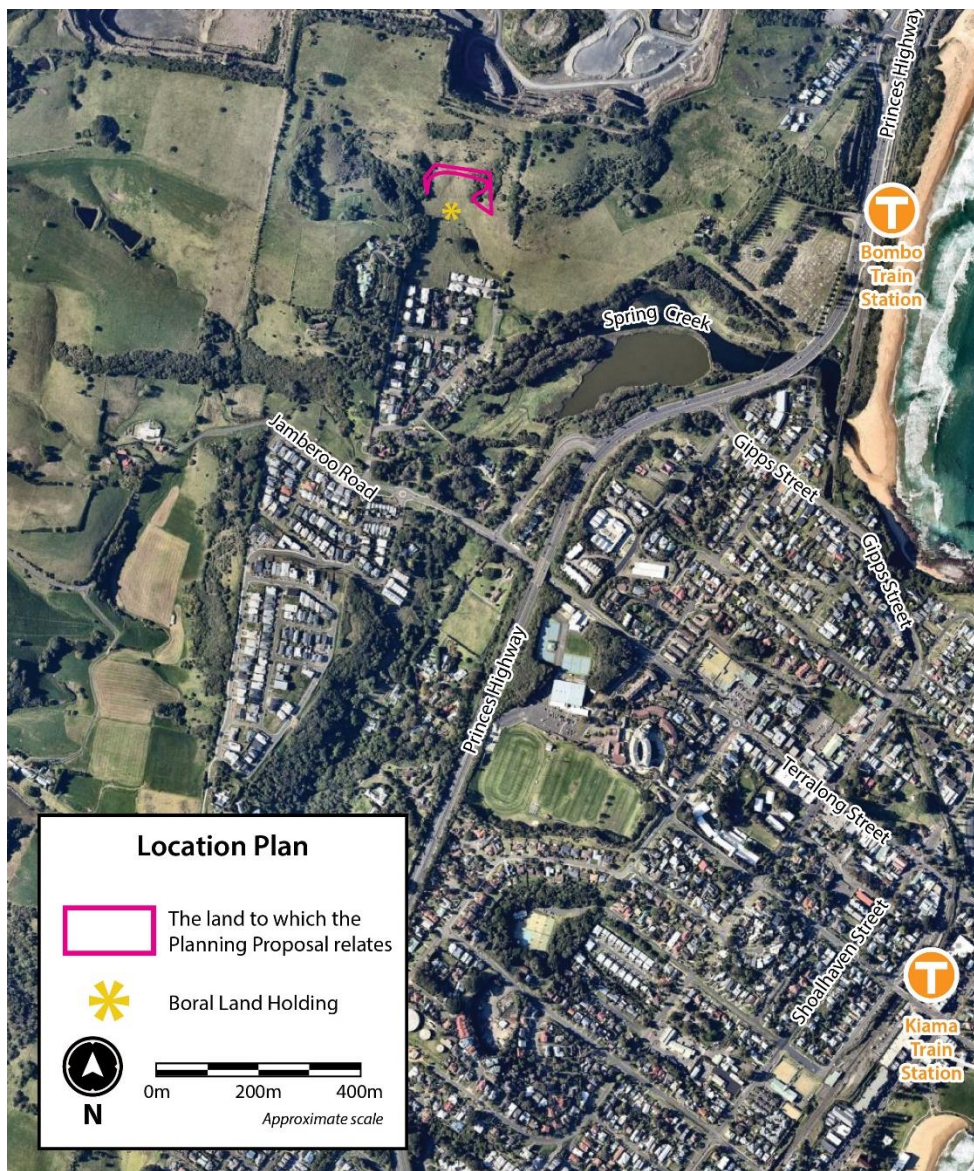 Princes Highway
T
Bombo
Train
Station
Spring Creek
Jamberoo Road
Gipps Street
Gipps Street
Princes Highway
Terralong Street
Shoalhaven Street
T
Kiama
Train
Station
Location Plan
The land to which the
Planning Proposal relates
Boral Land Holding
N
0m 200m 400m
Approximate scale